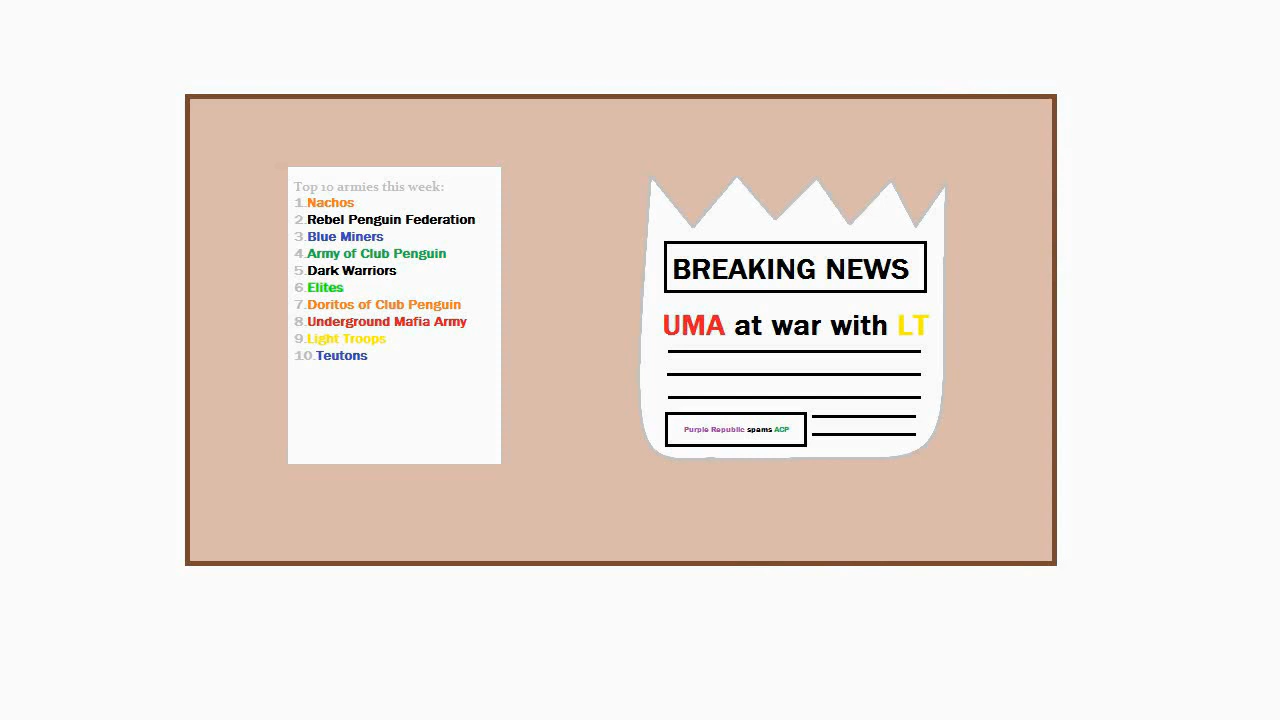 Top 10 armies this week:
1.Nachos
2.Rebel Penguin Federation
3.Blue Miners
4.Army of Club Penguin
5.Dark Warriors
6.Elites
7.Doritos of Club Penguin
8.Underground Mafia Army
9.Light Troops
10.Teutons
BREAKING NEWS
UMA at war with LT
Purple Republic spams ACP